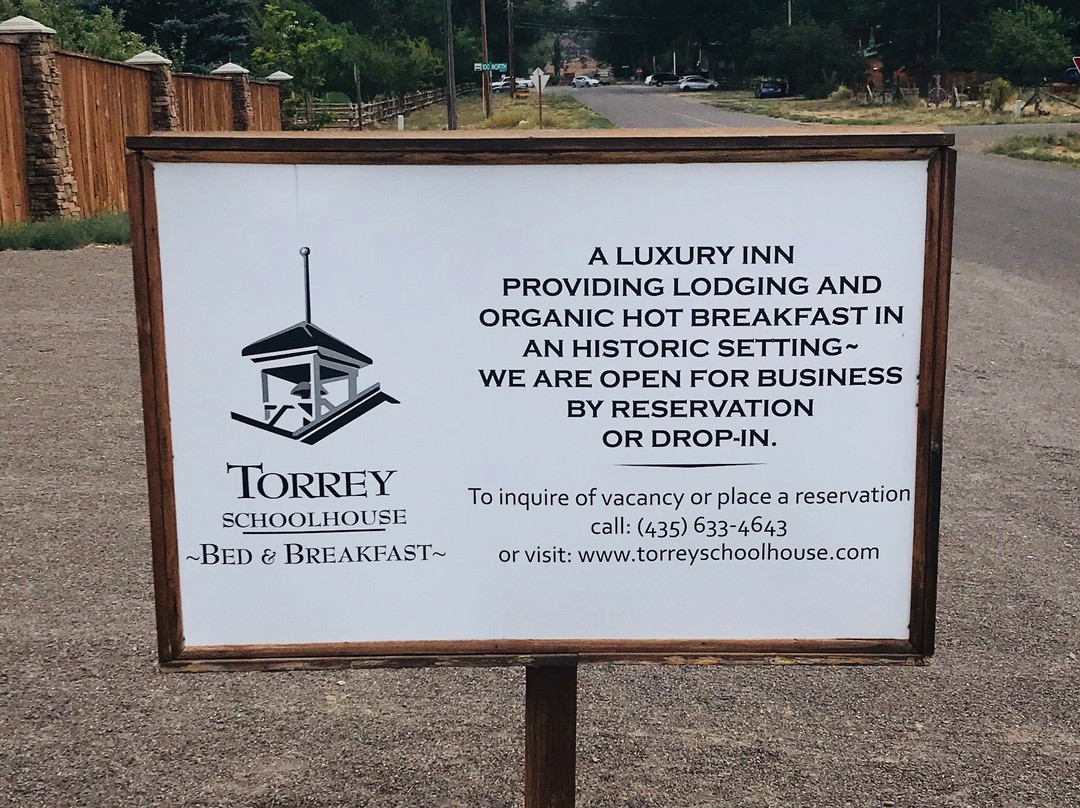 100 NORTH
TORREY
SCHOOLHOUSE
~BED & BREAKFAST~
A LUXURY INN
PROVIDING LODGING AND
ORGANIC HOT BREAKFAST IN
AN HISTORIC SETTING~
WE ARE OPEN FOR BUSINESS
BY RESERVATION
OR DROP-IN.
To inquire of vacancy or place a reservation
call: (435) 633-4643
or visit: www.torreyschoolhouse.com